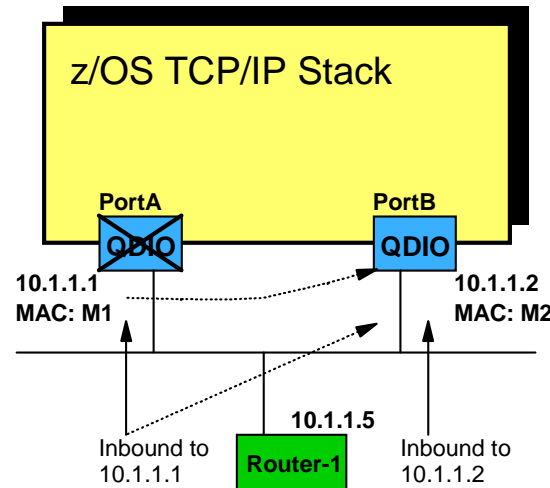 z/OS TCP/IP Stack
PortA
PortB
QDIO
QDIO
10.1.1.1
MAC: M1
10.1.1.2
MAC: M2
10.1.1.5
Inbound to
10.1.1.1
Router-1
Inbound to
10.1.1.2